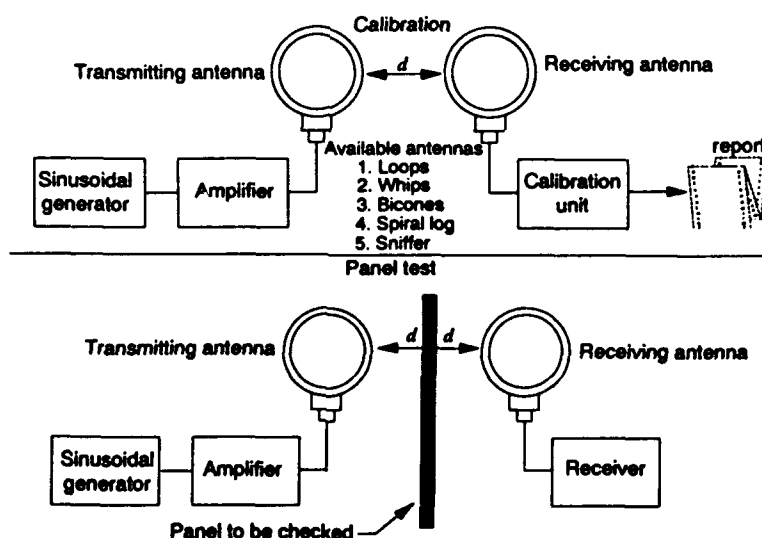 Calibration
Transmitting antenna
d
Receiving antenna
Available antennas
1. Loops
2. Whips
3. Bicones
4. Spiral log
5. Sniffer
Sinusoidal
generator
Amplifier
Calibration
unit
report
Panel test
Transmitting antenna
d
d
Receiving antenna
Sinusoidal
generator
Amplifier
Receiver
Panel to be checked